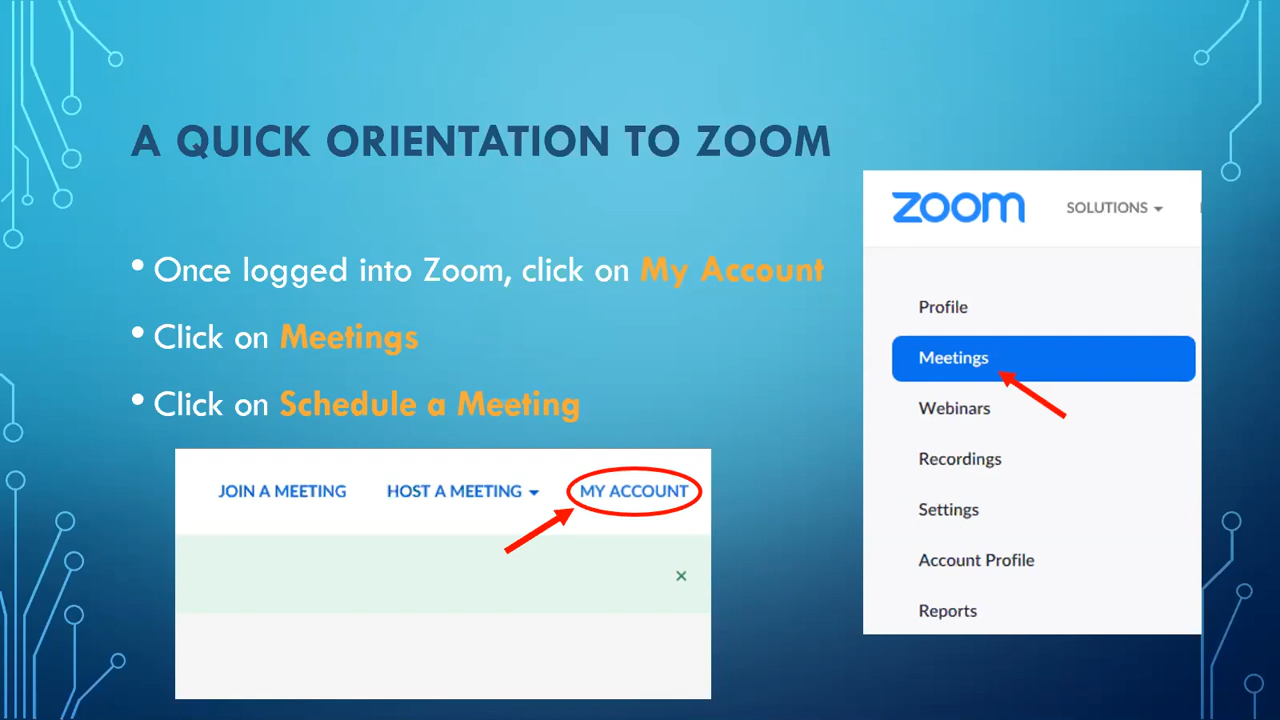 A QUICK ORIENTATION TO ZOOM
• Once logged into Zoom, click on My Account
• Click on Meetings
• Click on Schedule a Meeting
JOIN A MEETING HOST A MEETING MY ACCOUNT
×
zoom SOLUTIONS
Profile
Meetings
Webinars
Recordings
Settings
Account Profile
Reports